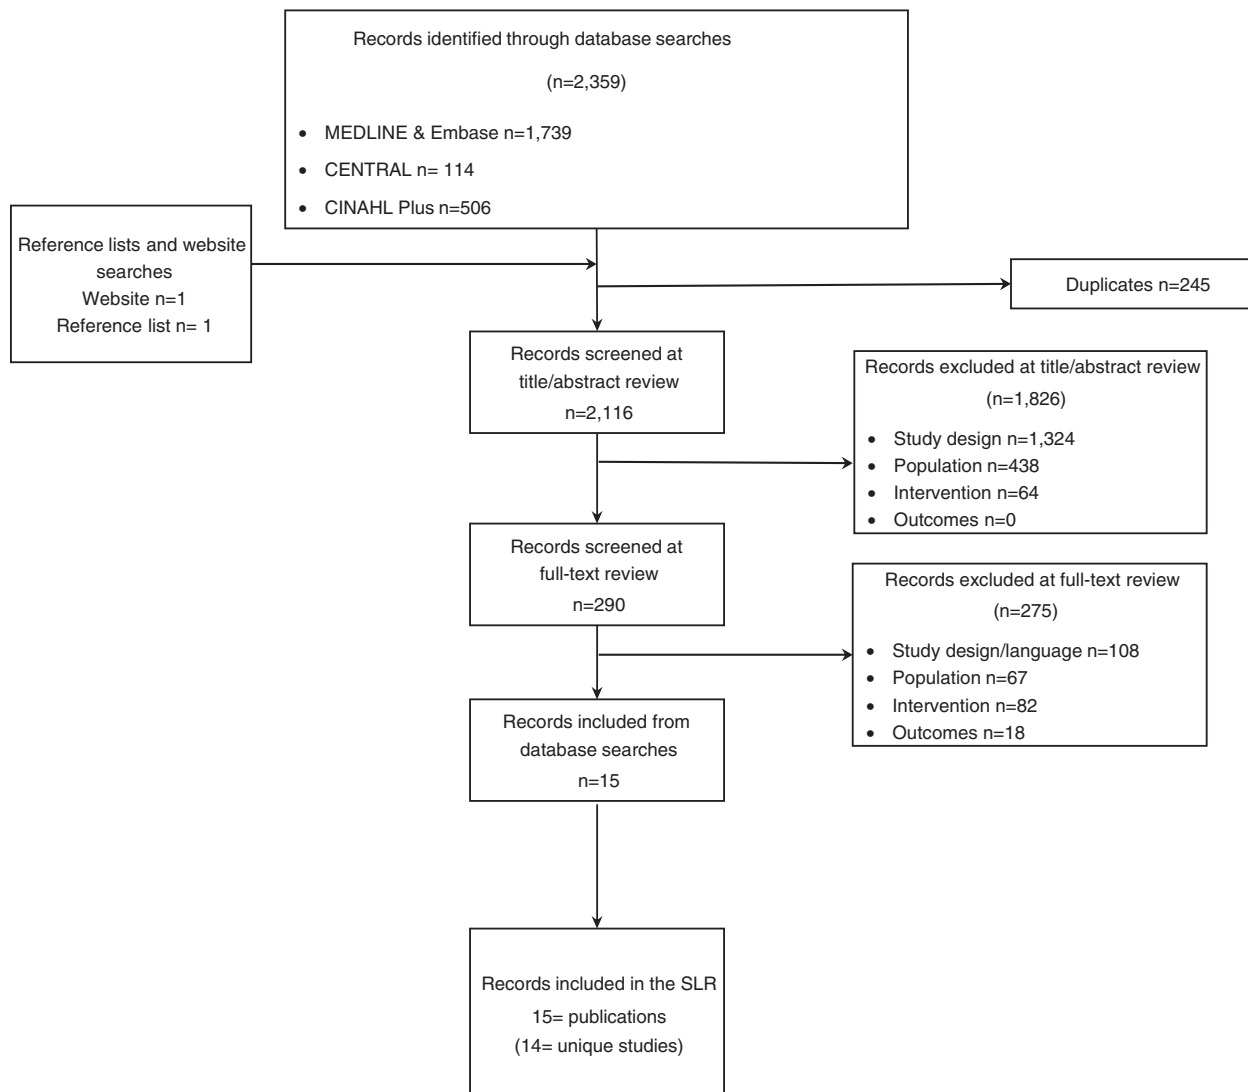 Records identified through database searches
(n=2,359)
• MEDLINE & Embase n=1,739
• CENTRAL n= 114
• CINAHL Plus n=506
Reference lists and website
searches
Website n=1
Reference list n= 1
Duplicates n=245
Records screened at
title/abstract review
n=2,116
Records excluded at title/abstract review
(n=1,826)
• Study design n=1,324
• Population n=438
• Intervention n=64
• Outcomes n=0
Records screened at
full-text review
n=290
Records excluded at full-text review
(n=275)
• Study design/language n=108
• Population n=67
• Intervention n=82
• Outcomes n=18
Records included from
database searches
n=15
Records included in the SLR
15= publications
(14= unique studies)